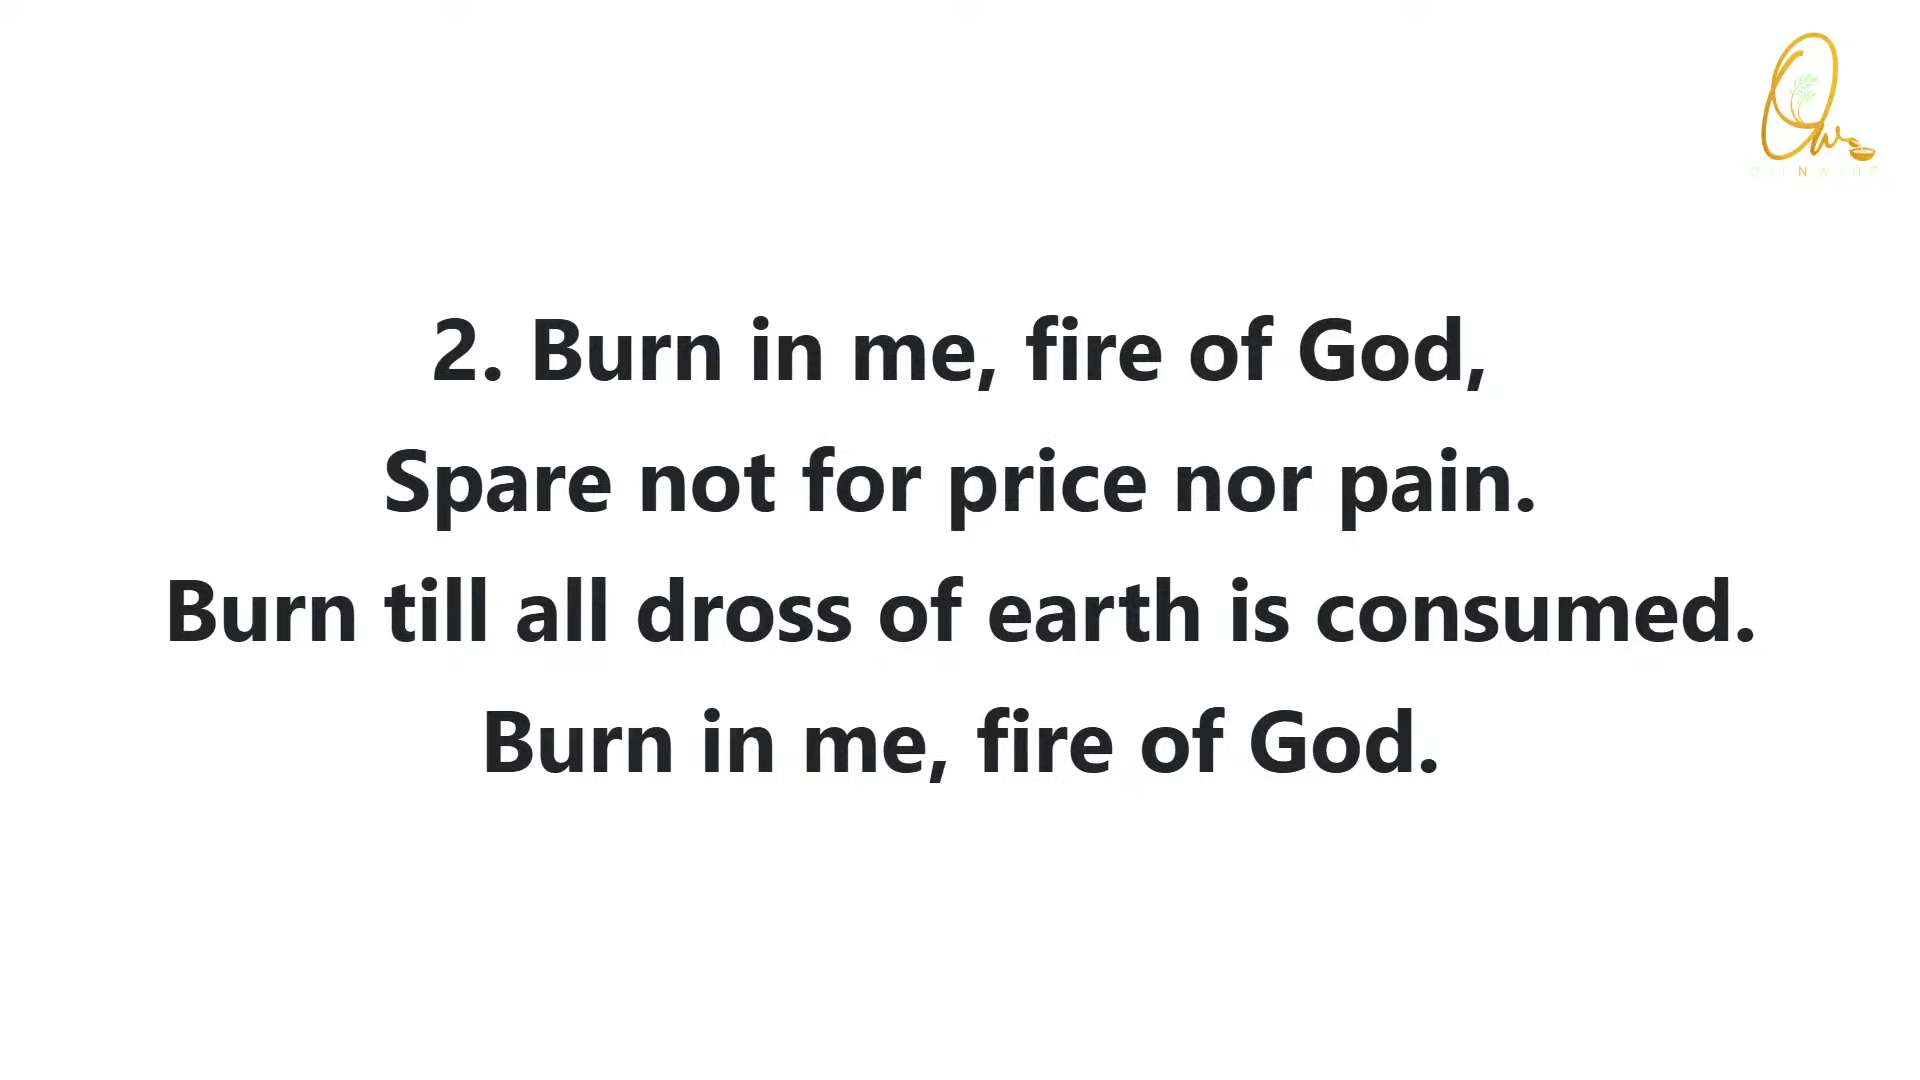 2. Burn in me, fire of God,
Spare not for price nor pain.
Burn till all dross of earth is consumed.
Burn in me, fire of God.